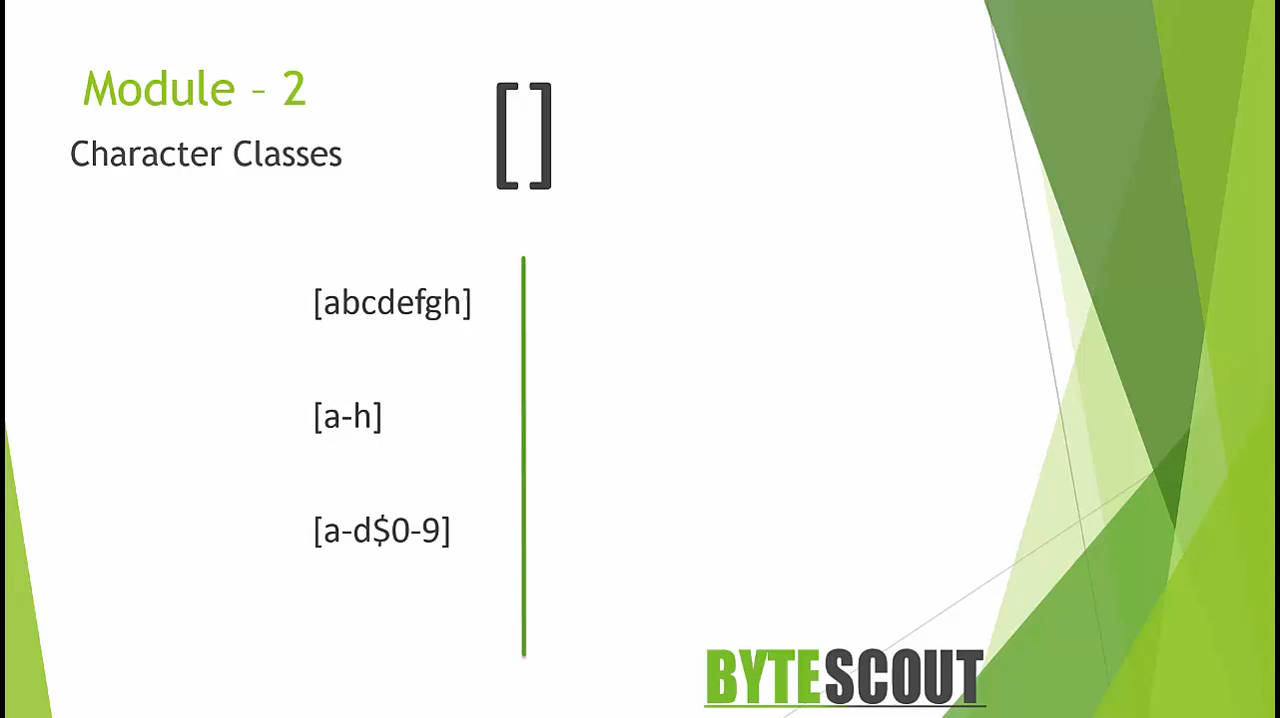 Module – 2
[]
Character Classes
[abcdefgh]
[a-h]
[a-d$0-9]
BYTESCOUT